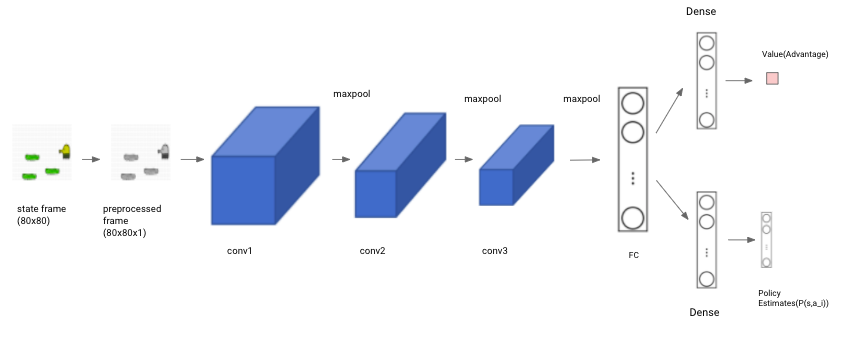 Dense
Value(Advantage)
maxpool
maxpool
maxpool
state frame
(80x80)
preprocessed
frame
(80x80x1)
conv1
conv2
conv3
FC
Policy
Estimates(P(s,a_i))
Dense